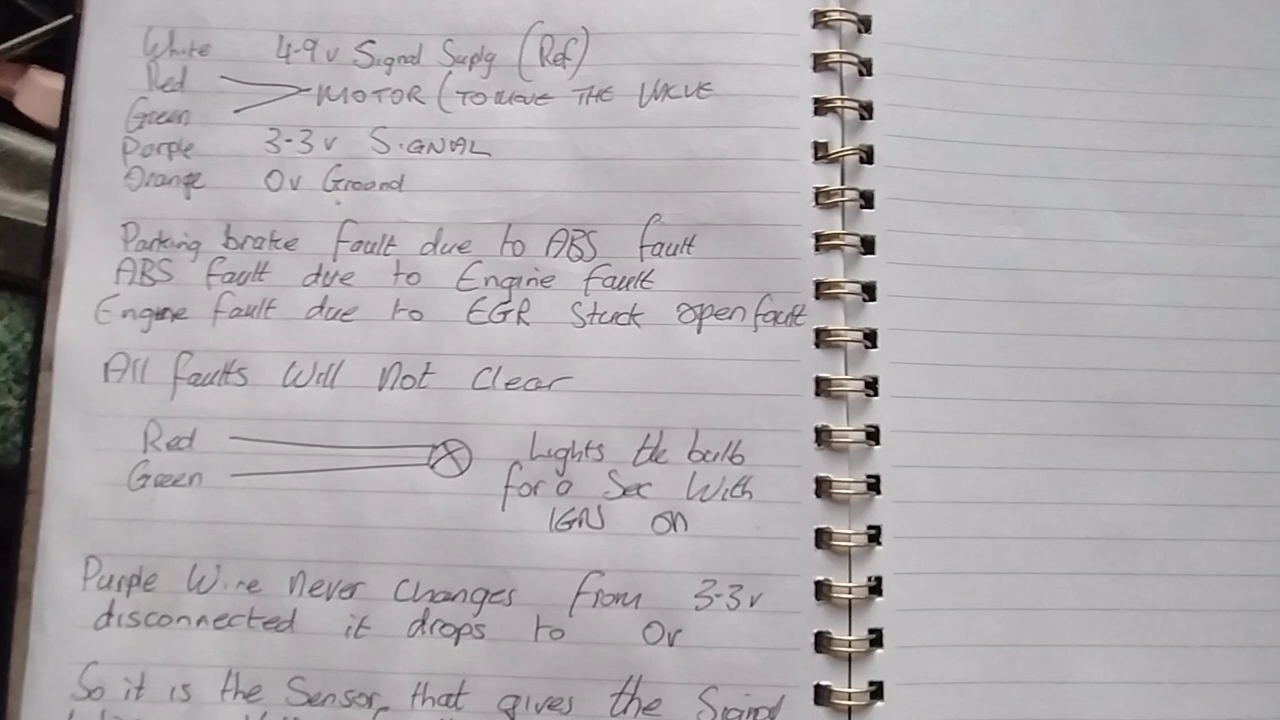 White 4-9v Signal Supply (Ref)
Red
MOTOR (TO MOVE THE VALVE
Green
Purple 3-3v SIGNAL
Orange 0v Ground
Parking brake fault due to ABS fault
ABS fault due to Engine fault
Engine fault due to EGR Stuck open fault
All faults will not clear
Red
Green
Lights the bulb
for a Sec With
IGN on
Purple Wire never changes from 3-3v
disconnected it drops to 0v
So it is the Sensor that gives the Signal